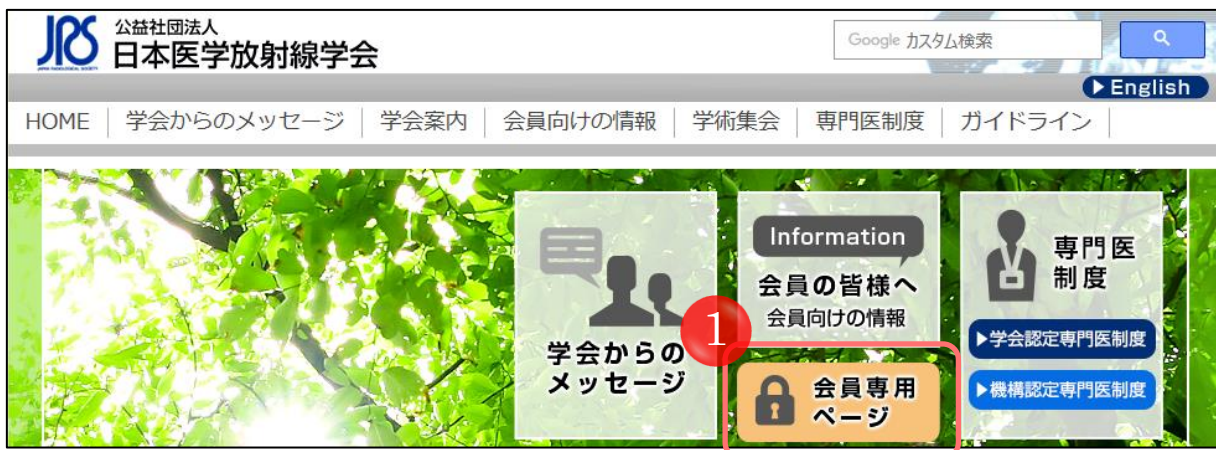 JRS
公益社団法人
日本医学放射線学会
JAPAN RADIOLOGICAL SOCIETY
Google カスタム検索
▶ English
HOME 学会からのメッセージ 学会案内 会員向けの情報 学術集会 専門医制度 ガイドライン
学会からの
メッセージ
Information
会員の皆様へ
会員向けの情報
1
会員専用
ページ
専門医
制度
▶学会認定専門医制度
▶機構認定専門医制度